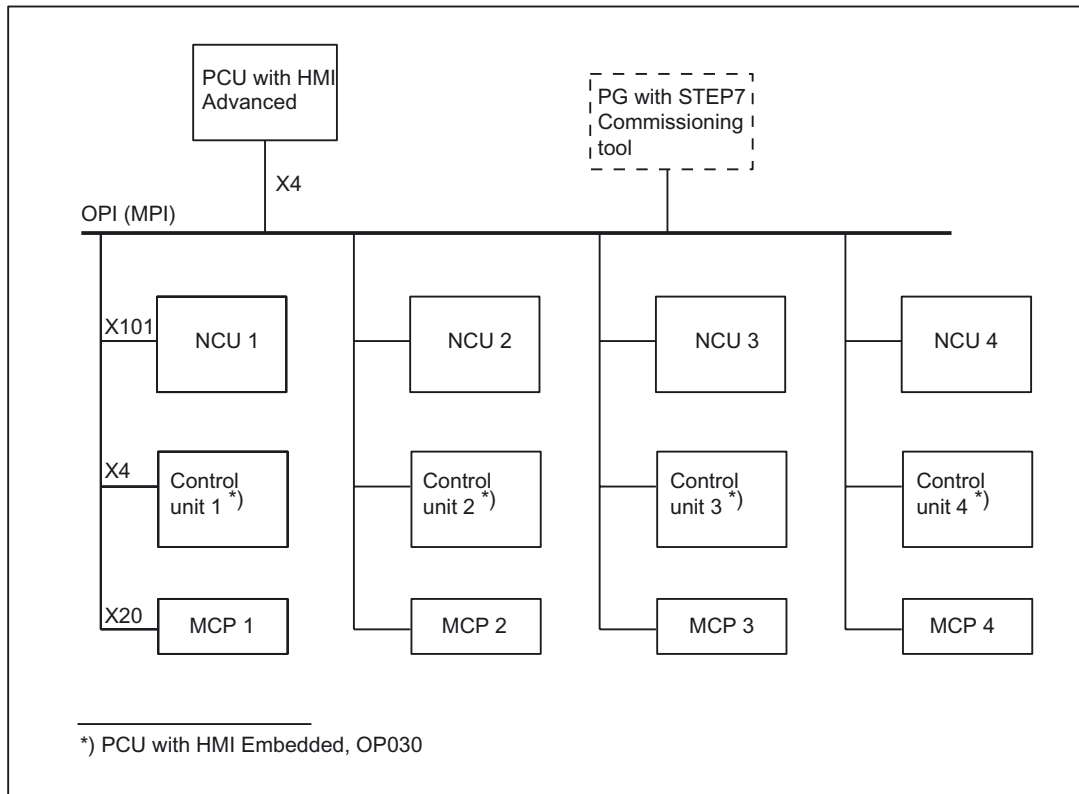 PCU with HMI
Advanced
PG with STEP7
Commissioning
tool
X4
OPI (MPI)
X101
NCU 1
NCU 2
NCU 3
NCU 4
X4
Control
unit 1 *)
Control
unit 2 *)
Control
unit 3 *)
Control
unit 4 *)
X20
MCP 1
MCP 2
MCP 3
MCP 4
*) PCU with HMI Embedded, OP030